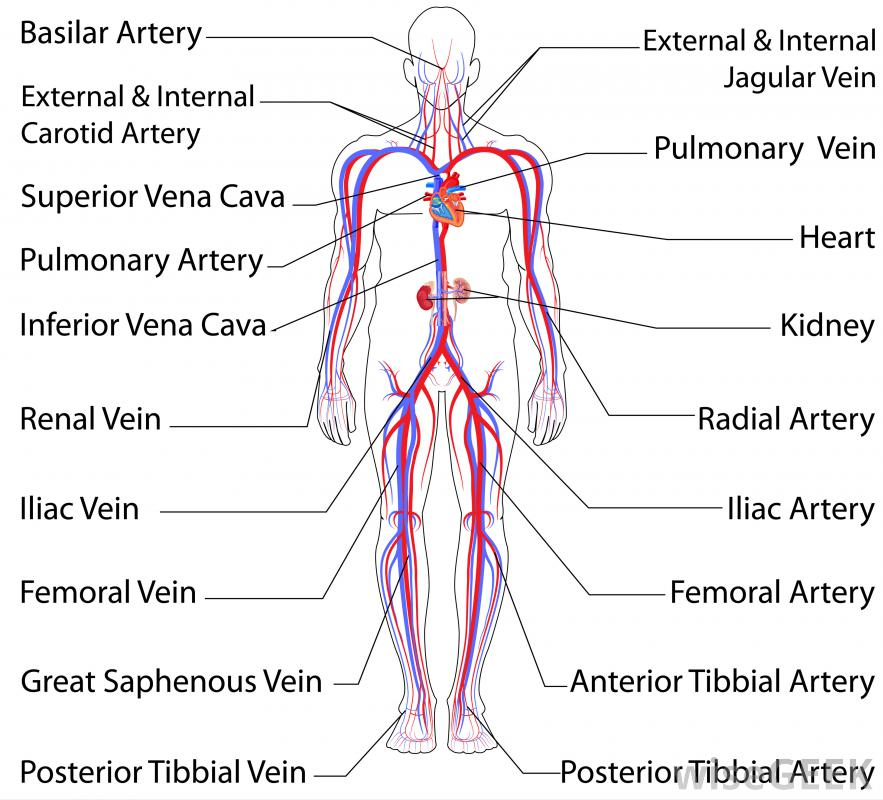 Basilar Artery
External & Internal
Carotid Artery
Superior Vena Cava
Pulmonary Artery
Inferior Vena Cava
Renal Vein
Iliac Vein
Femoral Vein
Great Saphenous Vein
Posterior Tibbial Vein
External & Internal
Jagular Vein
Pulmonary Vein
Heart
Kidney
Radial Artery
Iliac Artery
Femoral Artery
Anterior Tibbial Artery
Posterior Tibbial Artery
wiseGEEK